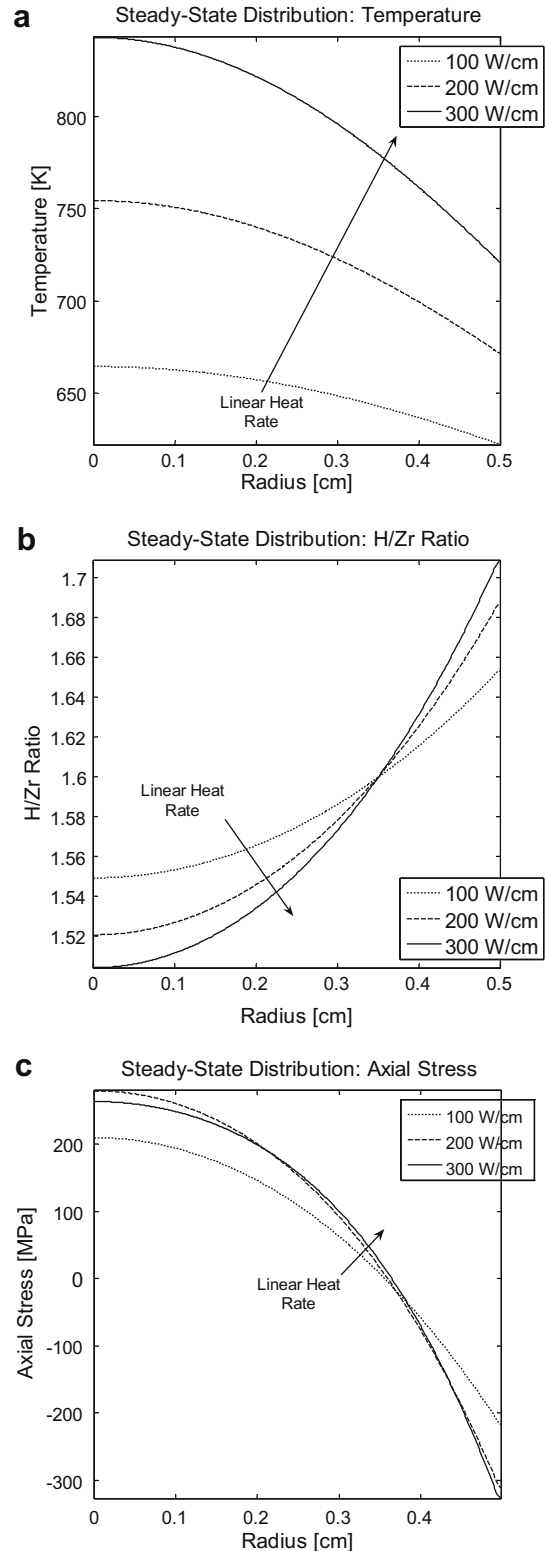 a
Steady-State Distribution: Temperature
100 W/cm
200 W/cm
300 W/cm
800
750
700
650
Temperature [K]
Linear Heat
Rate
0 0.1 0.2 0.3 0.4 0.5
Radius [cm]
b
Steady-State Distribution: H/Zr Ratio
1.7
1.68
1.66
1.64
1.62
1.6
1.58
1.56
1.54
1.52
H/Zr Ratio
Linear Heat
Rate
100 W/cm
200 W/cm
300 W/cm
0 0.1 0.2 0.3 0.4 0.5
Radius [cm]
c
Steady-State Distribution: Axial Stress
100 W/cm
200 W/cm
300 W/cm
200
100
0
-100
-200
-300
Axial Stress [MPa]
Linear Heat
Rate
0 0.1 0.2 0.3 0.4
Radius [cm]